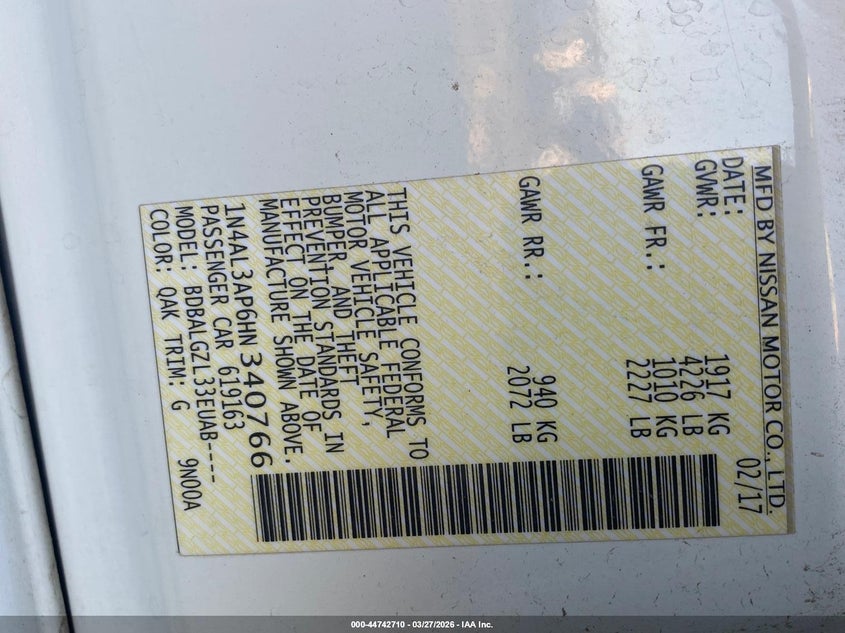 MFD BY NISSAN MOTOR CO., LTD.
DATE: 02/17
GVWR: 1917 KG
4226 LB
GAWR FR.: 1010 KG
2227 LB
GAWR RR.: 940 KG
2072 LB
THIS VEHICLE CONFORMS TO
ALL APPLICABLE FEDERAL
MOTOR VEHICLE SAFETY,
BUMPER AND THEFT
PREVENTION STANDARDS IN
EFFECT ON THE DATE OF
MANUFACTURE SHOWN ABOVE.
1N4AL3AP6HN340766
PASSENGER CAR 619163
MODEL: BDBALGZL33EUAB----
COLOR: QAK TRIM: G 9N00A
000-44742710 - 03/27/2026 - IAA Inc.